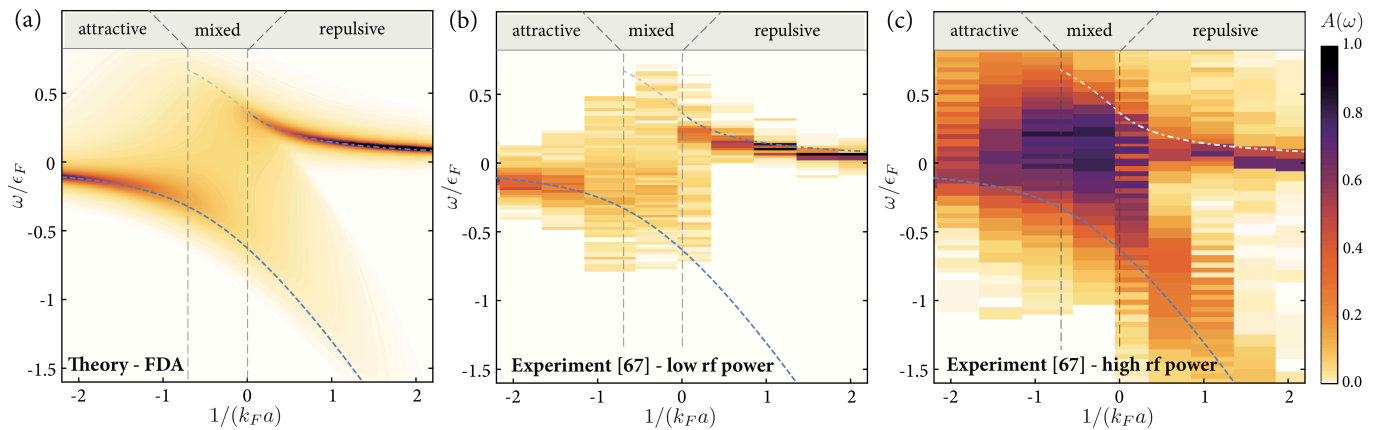 (a)
attractive
mixed
repulsive
ω/ϵ_F
0.5
0
-0.5
-1
-1.5
Theory - FDA
-2
-1
0
1
2
1/(k_F a)
(b)
attractive
mixed
repulsive
ω/ϵ_F
0.5
0
-0.5
-1
-1.5
Experiment [67] - low rf power
-2
-1
0
1
2
1/(k_F a)
(c)
attractive
mixed
repulsive
ω/ϵ_F
0.5
0
-0.5
-1
-1.5
Experiment [67] - high rf power
-2
-1
0
1
2
1/(k_F a)
A(ω)
1.0
0.8
0.6
0.4
0.2
0.0